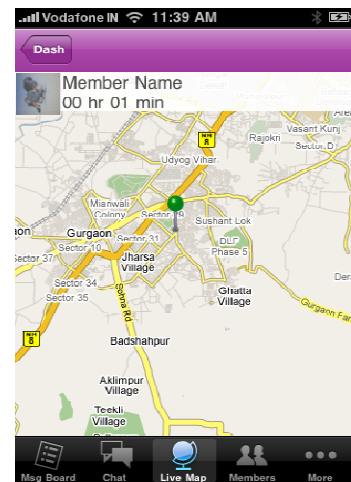 Vodafone IN 11:39 AM
Dash
Member Name
00 hr 01 min
NH
8
Vasant Kunj
Rajokri
Sector D
Udyog Vihar
Mianwali
Colony
Sector 9
Sushant Lok
Gurgaon
Sector 31
Sector 10
DLF
Phase 5
Sector 37
Jharsa
Village
Sector 34
Sector 35
Ghatta
Village
Sohna Rd
Gurgaon Far
NH
8
Badshahpur
Aklimpur
Village
Teekli
Village
Msg Board Chat Live Map Members More